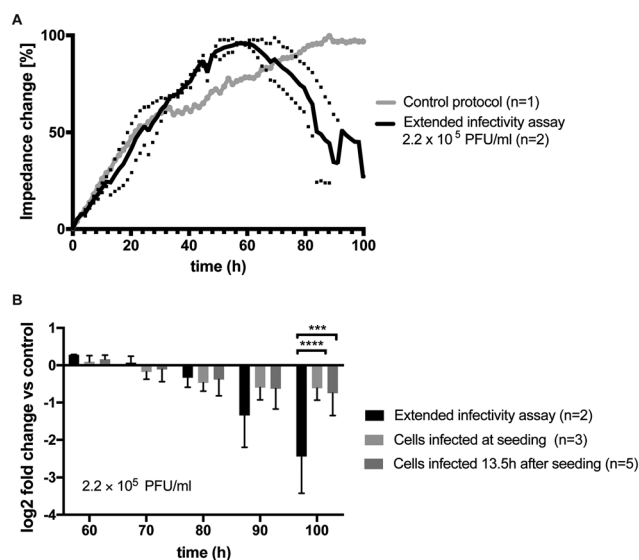 A
Impedance change [%]
100
50
0
0 20 40 60 80 100
time (h)
Control protocol (n=1)
Extended infectivity assay
2.2 x 10⁵ PFU/ml (n=2)
B
log2 fold change vs control
1
0
-1
-2
-3
-4
***
****
2.2 × 10⁵ PFU/ml
60 70 80 90 100
time (h)
Extended infectivity assay (n=2)
Cells infected at seeding (n=3)
Cells infected 13.5h after seeding (n=5)